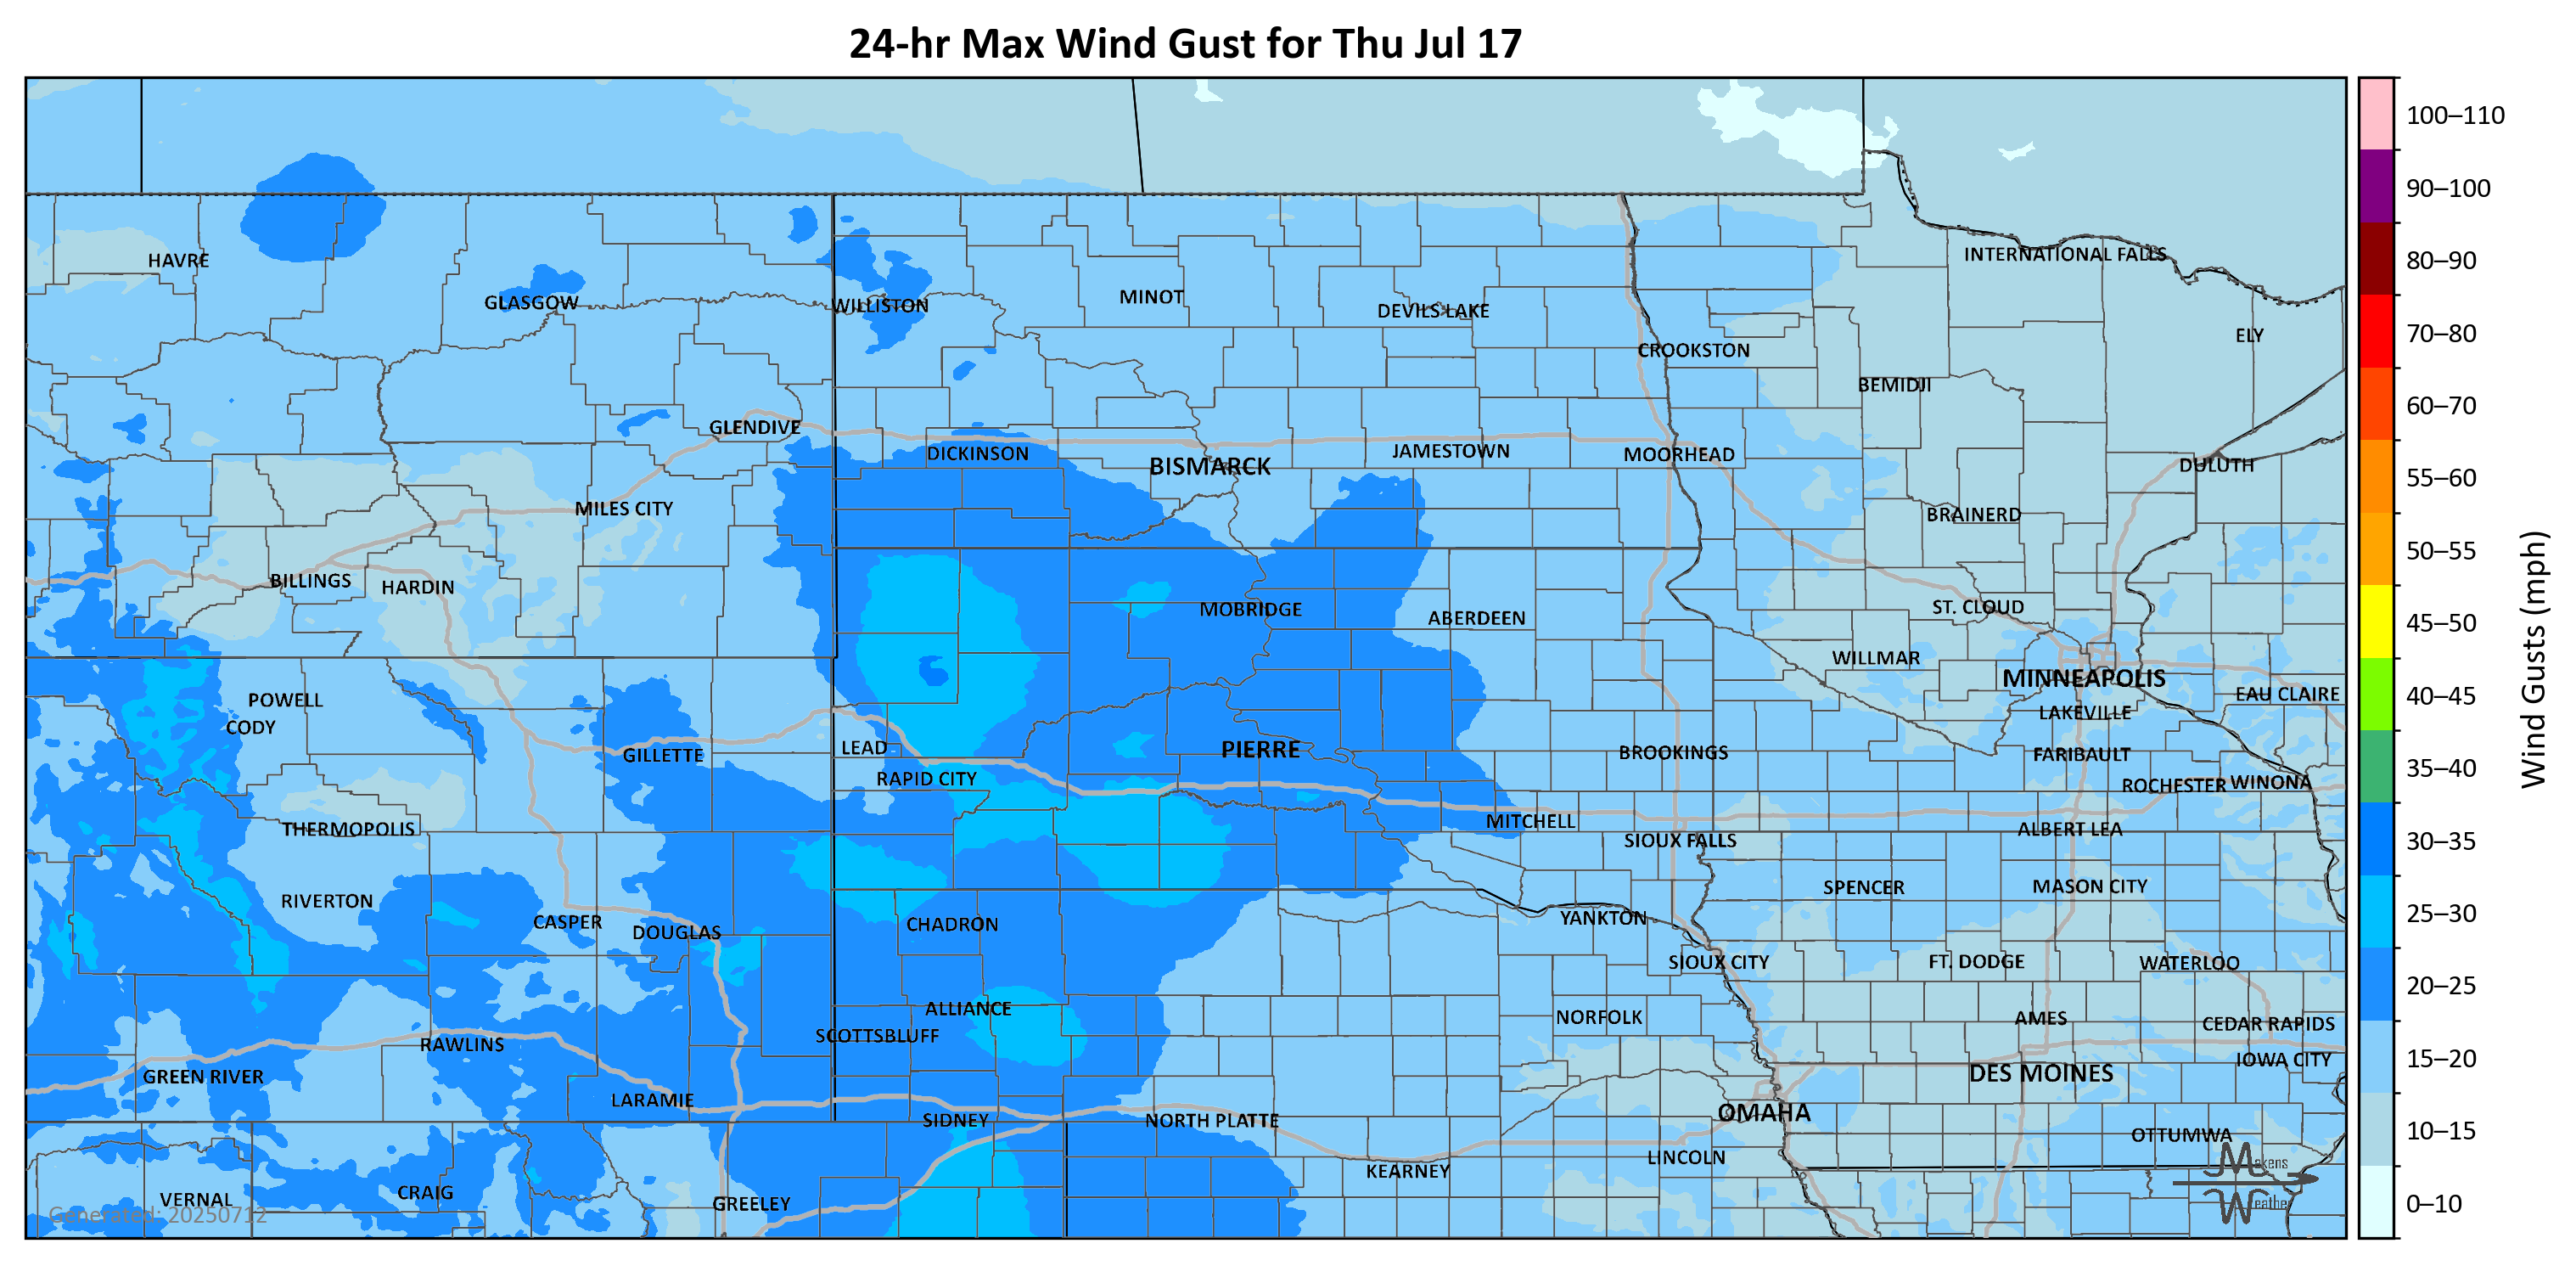 24-hr Max Wind Gust for Thu Jul 17
100–110
90–100
80–90
70–80
60–70
55–60
50–55
45–50
40–45
35–40
30–35
25–30
20–25
15–20
10–15
0–10
Wind Gusts (mph)
HAVRE
GLASGOW
WILLISTON
MINOT
DEVILS LAKE
INTERNATIONAL FALLS
ELY
CROOKSTON
BEMIDJI
GLENDIVE
DICKINSON
BISMARCK
JAMESTOWN
MOORHEAD
DULUTH
MILES CITY
BRAINERD
BILLINGS
HARDIN
MOBRIDGE
ABERDEEN
ST. CLOUD
WILLMAR
MINNEAPOLIS
EAU CLAIRE
POWELL
CODY
LAKEVILLE
GILLETTE
LEAD
PIERRE
BROOKINGS
FARIBAULT
RAPID CITY
ROCHESTER
WINONA
THERMOPOLIS
MITCHELL
SIOUX FALLS
ALBERT LEA
RIVERTON
SPENCER
MASON CITY
CASPER
DOUGLAS
CHADRON
YANKTON
SIOUX CITY
FT. DODGE
WATERLOO
ALLIANCE
NORFOLK
AMES
CEDAR RAPIDS
SCOTTSBLUFF
RAWLINS
IOWA CITY
GREEN RIVER
DES MOINES
LARAMIE
SIDNEY
NORTH PLATTE
OMAHA
OTTUMWA
KEARNEY
LINCOLN
VERNAL
CRAIG
GREELEY
Generated: 20250712
Makens
Weather